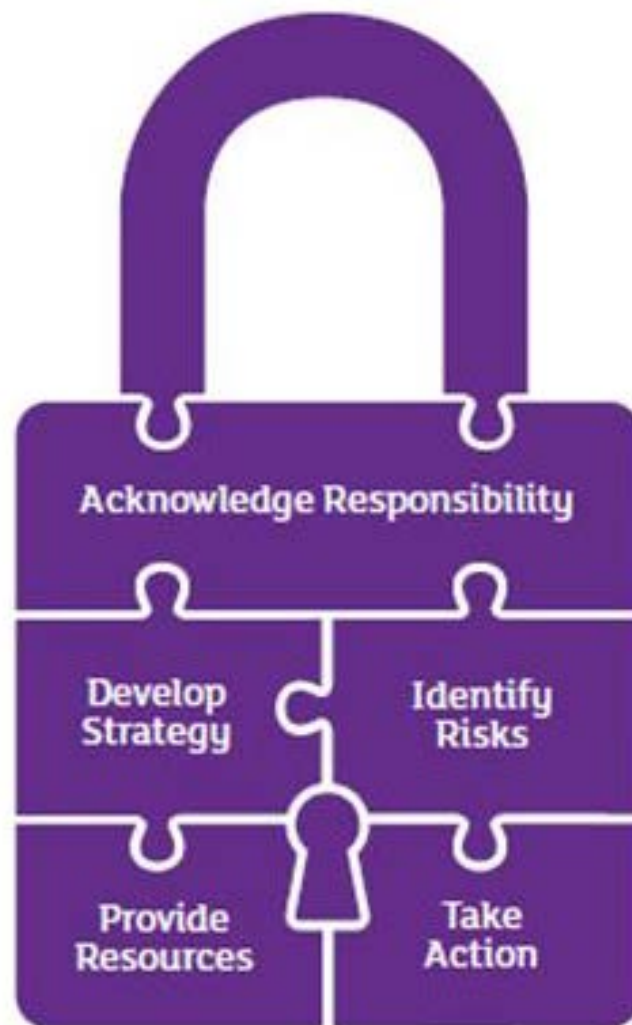 Acknowledge Responsibility
Develop
Strategy
Identify
Risks
Provide
Resources
Take
Action